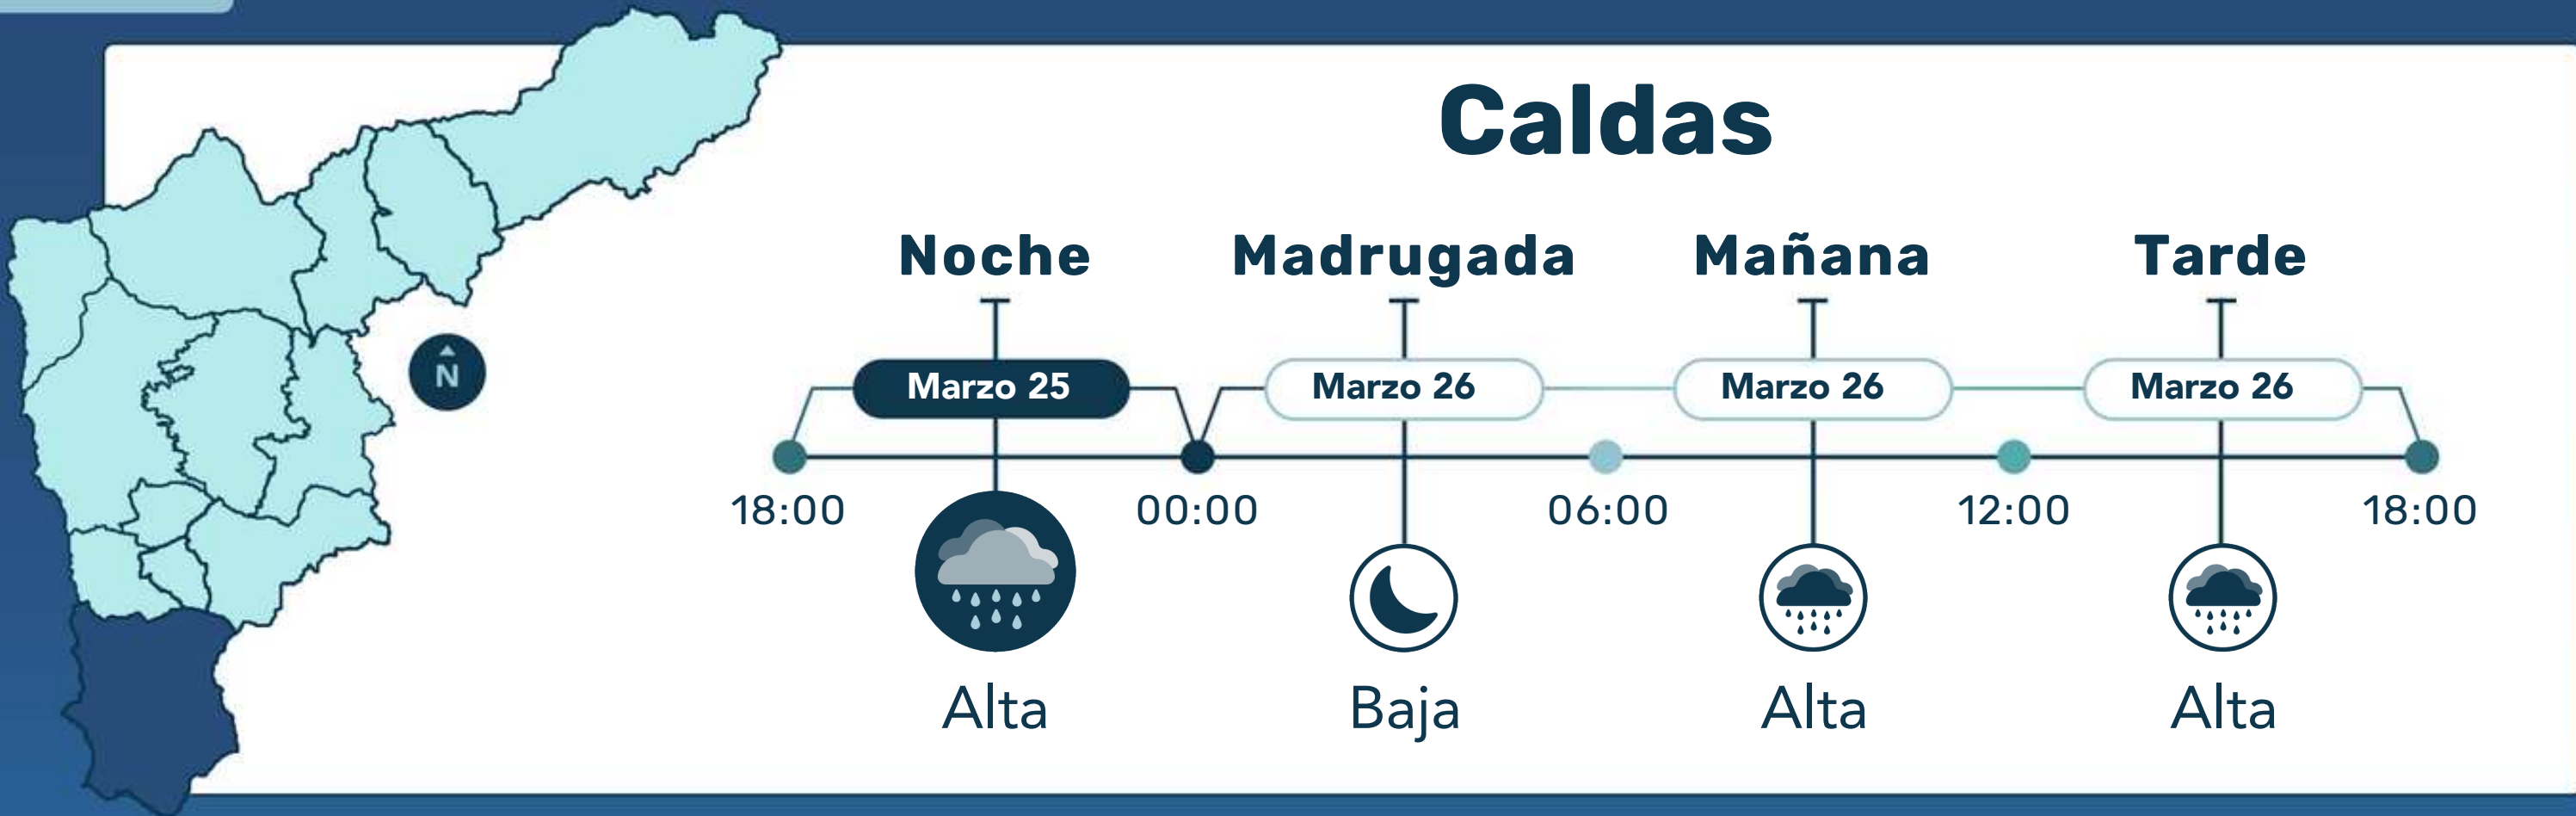 Caldas
Noche Madrugada Mañana Tarde
Marzo 25 Marzo 26 Marzo 26 Marzo 26
N
18:00 00:00 06:00 12:00 18:00
Alta Baja Alta Alta